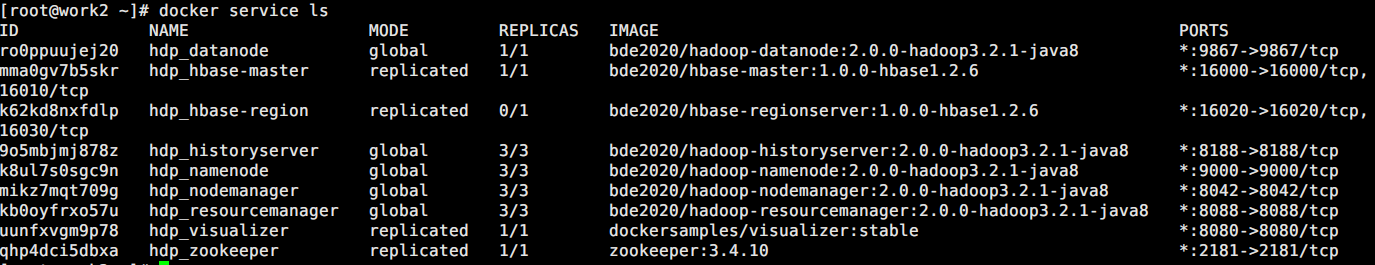 [root@work2 ~]# docker service ls
ID NAME MODE REPLICAS IMAGE PORTS
ro0ppuujej20 hdp_datanode global 1/1 bde2020/hadoop-datanode:2.0.0-hadoop3.2.1-java8 *:9867->9867/tcp
mma0gv7b5skr hdp_hbase-master replicated 1/1 bde2020/hbase-master:1.0.0-hbase1.2.6 *:16000->16000/tcp,
16010/tcp
k62kd8nxfdlp hdp_hbase-region replicated 0/1 bde2020/hbase-regionserver:1.0.0-hbase1.2.6 *:16020->16020/tcp,
16030/tcp
9o5mbjmj878z hdp_historyserver global 3/3 bde2020/hadoop-historyserver:2.0.0-hadoop3.2.1-java8 *:8188->8188/tcp
k8ul7s0sgc9n hdp_namenode global 3/3 bde2020/hadoop-namenode:2.0.0-hadoop3.2.1-java8 *:9000->9000/tcp
mikz7mqt709g hdp_nodemanager global 3/3 bde2020/hadoop-nodemanager:2.0.0-hadoop3.2.1-java8 *:8042->8042/tcp
kb0oyfrxo57u hdp_resourcemanager global 3/3 bde2020/hadoop-resourcemanager:2.0.0-hadoop3.2.1-java8 *:8088->8088/tcp
uunfxvgm9p78 hdp_visualizer replicated 1/1 dockersamples/visualizer:stable *:8080->8080/tcp
qhp4dci5dbxa hdp_zookeeper replicated 1/1 zookeeper:3.4.10 *:2181->2181/tcp